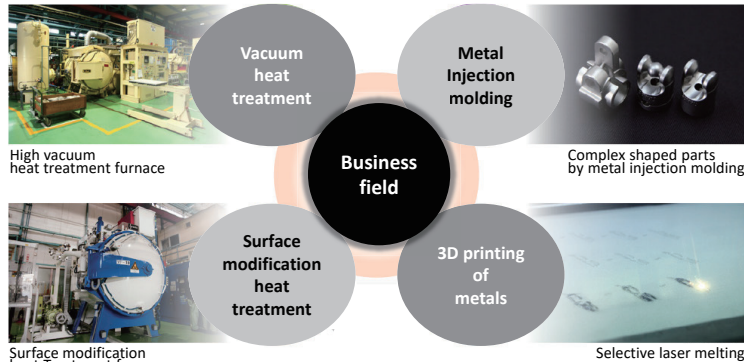 Vacuum
heat
treatment
Metal
Injection
molding
High vacuum
heat treatment furnace
Business
field
Complex shaped parts
by metal injection molding
Surface
modification
heat
treatment
3D printing
of
metals
Surface modification
Selective laser melting